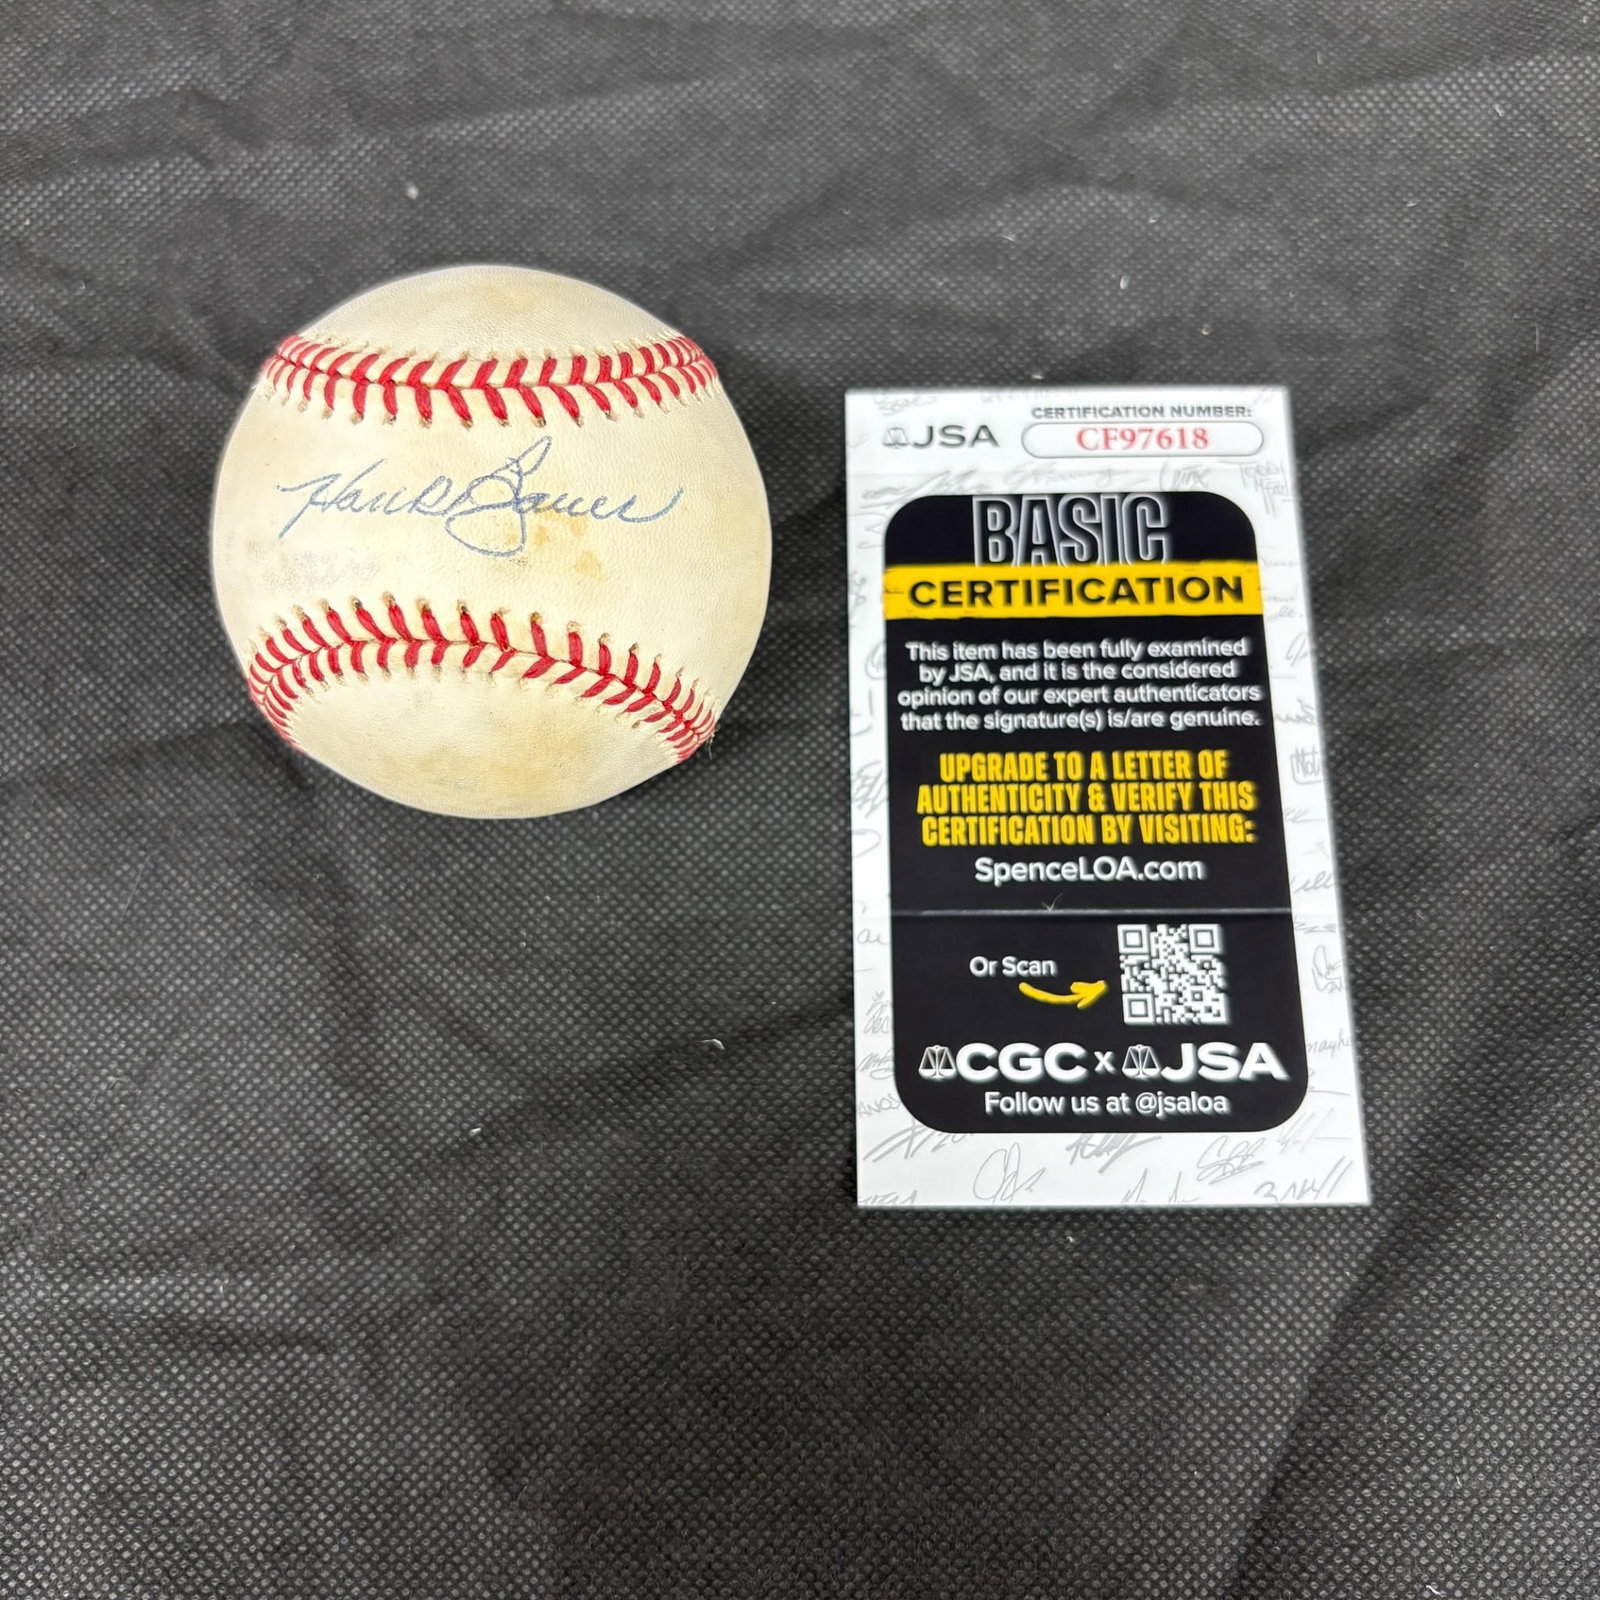 Hank Bauer
JSA
CERTIFICATION NUMBER:
CF97618
BASIC
CERTIFICATION
This item has been fully examined
by JSA, and it is the considered
opinion of our expert authenticators
that the signature(s) is/are genuine.
UPGRADE TO A LETTER OF
AUTHENTICITY & VERIFY THIS
CERTIFICATION BY VISITING:
SpenceLOA.com
Or Scan
CGC x JSA
Follow us at @jsaloa